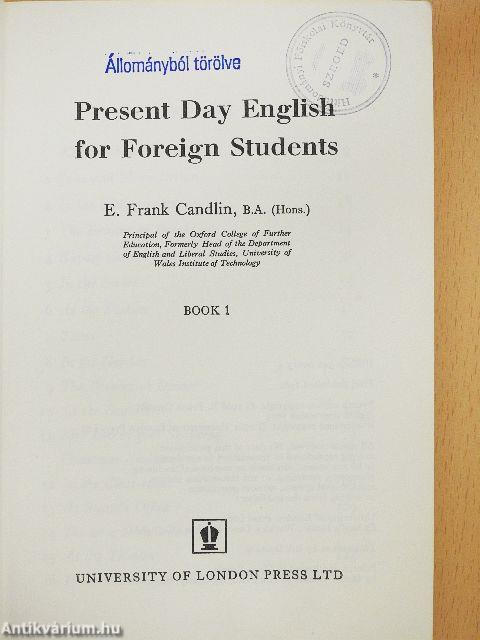 Állományból törölve
SZEGED
Present Day English
for Foreign Students
E. Frank Candlin, B.A. (Hons.)
Principal of the Oxford College of Further
Education, Formerly Head of the Department
of English and Liberal Studies, University of
Wales Institute of Technology
BOOK 1
UNIVERSITY OF LONDON PRESS LTD
Antikvárium.hu